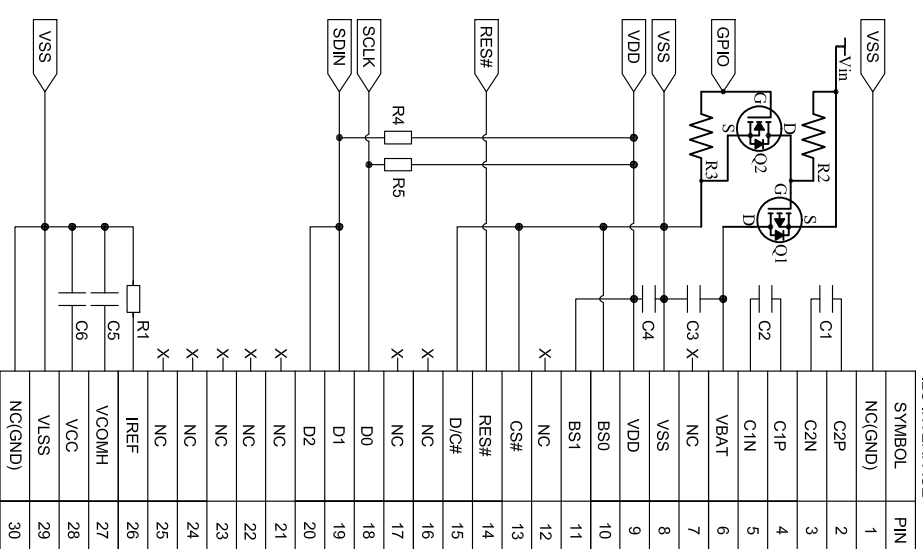 SYMBOL PIN
NC(GND) 1
C2P 2
C2N 3
C1P 4
C1N 5
VBAT 6
NC 7
VSS 8
VDD 9
BS0 10
BS1 11
NC 12
CS# 13
RES# 14
D/C# 15
NC 16
NC 17
D0 18
D1 19
D2 20
NC 21
NC 22
NC 23
NC 24
NC 25
IREF 26
VCOMH 27
VCC 28
VLSS 29
NC(GND) 30
VSS
Vin
GPIO
VSS
VDD
RES#
SCLK
SDIN
VSS
R2
G
D
S
Q2
R3
G
S
D
Q1
C1
C2
C3
C4
R4
R5
R1
C5
C6
X
X
X
X
X
X
X
X
X